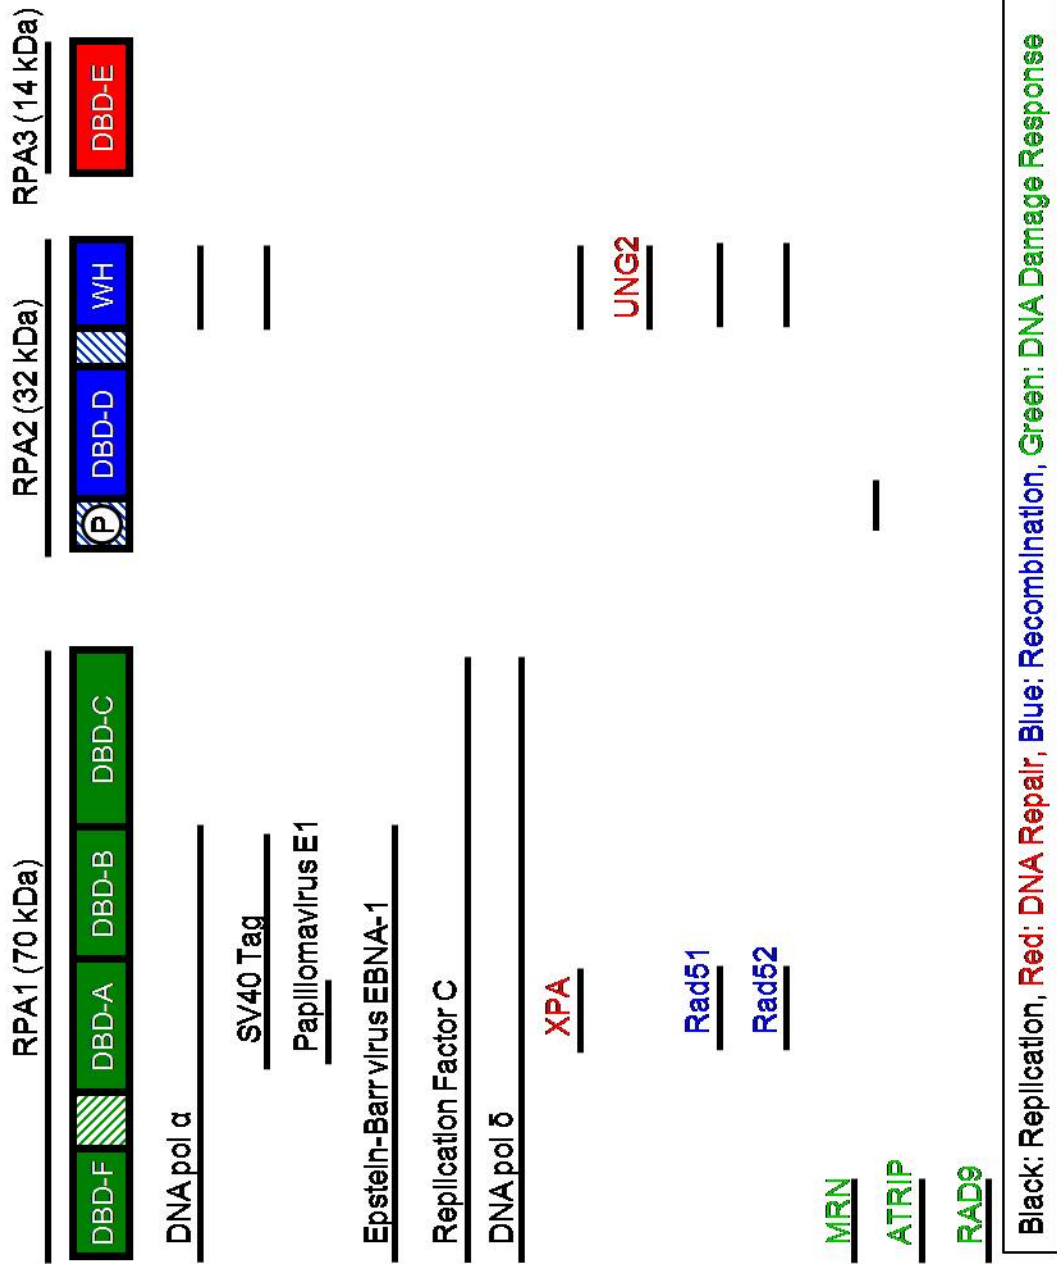 RPA1 (70 kDa)
RPA2 (32 kDa)
RPA3 (14 kDa)
DBD-F
DBD-A
DBD-B
DBD-C
P
DBD-D
WH
DBD-E
DNA pol α
SV40 Tag
Papillomavirus E1
Epstein-Barr virus EBNA-1
Replication Factor C
DNA pol δ
XPA
UNG2
Rad51
Rad52
MRN
ATRIP
RAD9
Black: Replication, Red: DNA Repair, Blue: Recombination, Green: DNA Damage Response